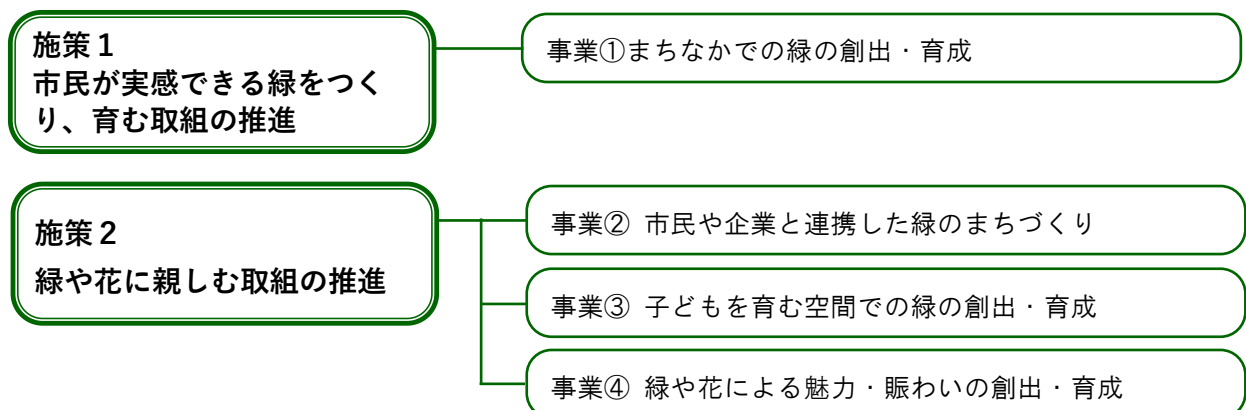 施策１
市民が実感できる緑をつく
り、育む取組の推進
事業①まちなかでの緑の創出・育成
施策２
緑や花に親しむ取組の推進
事業② 市民や企業と連携した緑のまちづくり
事業③ 子どもを育む空間での緑の創出・育成
事業④ 緑や花による魅力・賑わいの創出・育成